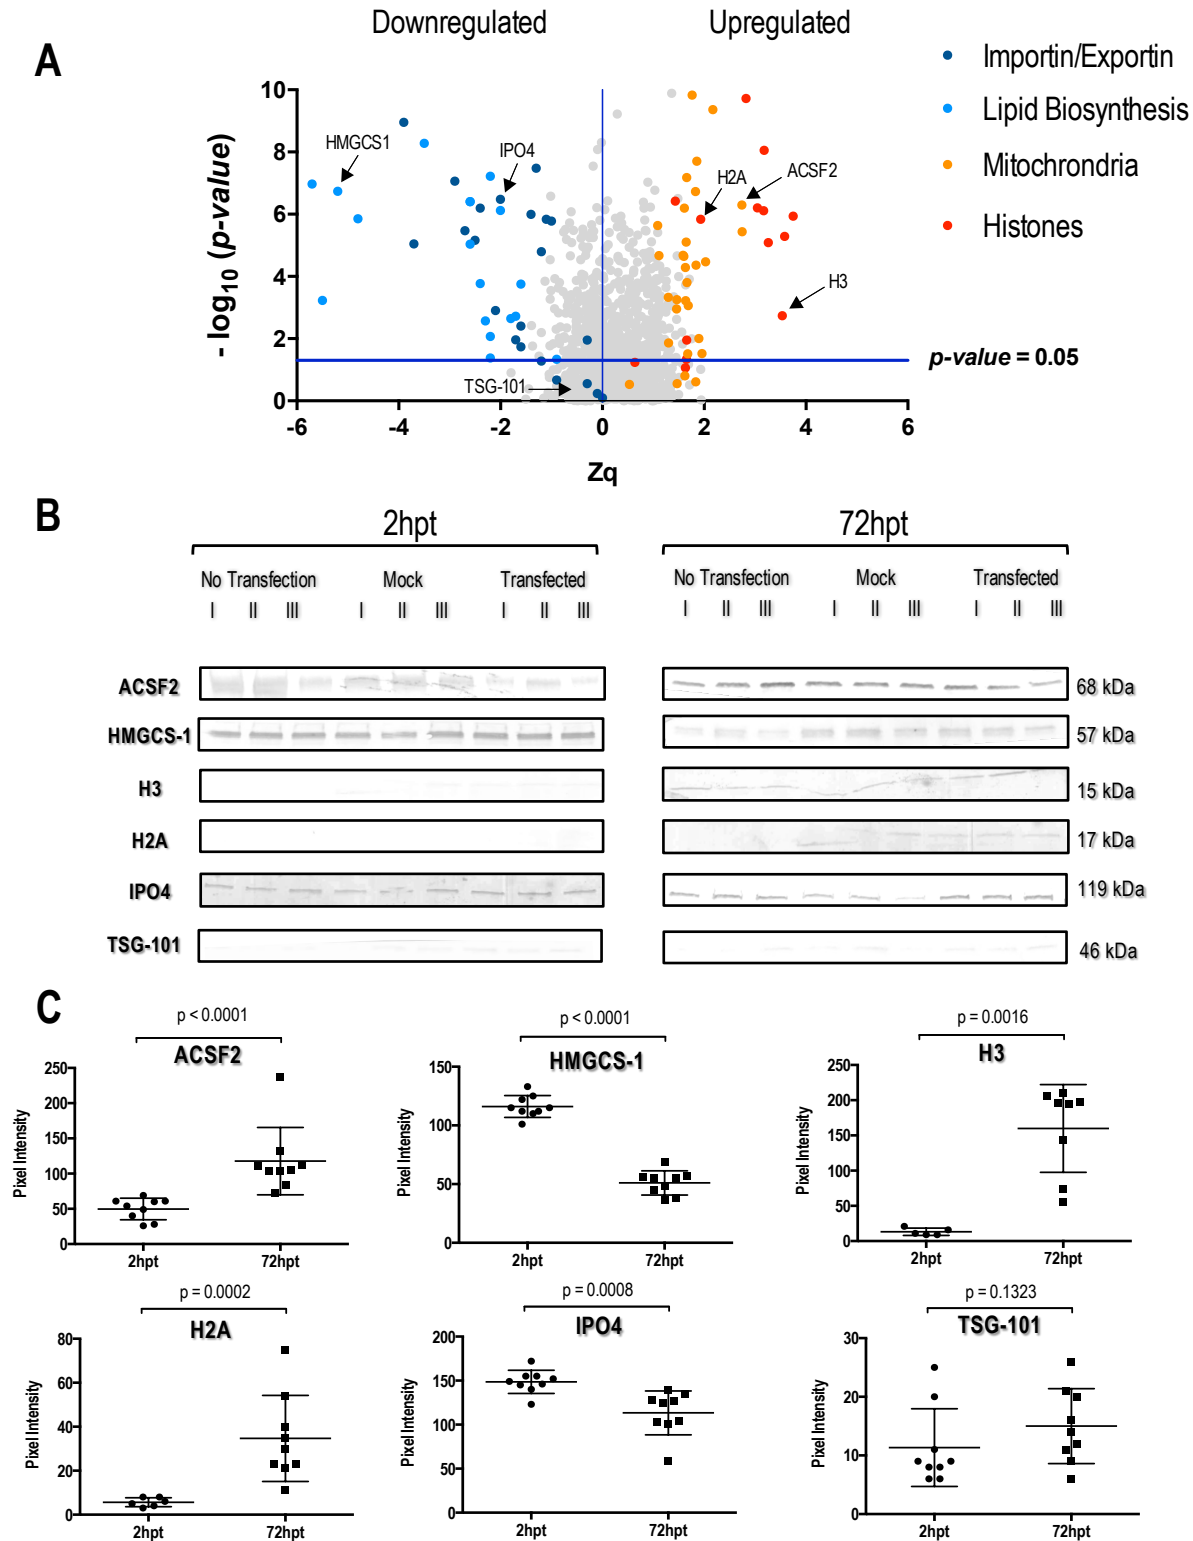 Downregulated Upregulated
A
Importin/Exportin
Lipid Biosynthesis
Mitochrondria
Histones
- log10 (p-value)
10
8
6
4
2
0
HMGCS1
IPO4
H2A
ACSF2
H3
TSG-101
p-value = 0.05
-6 -4 -2 0 2 4 6
Zq
B
2hpt 72hpt
No Transfection Mock Transfected No Transfection Mock Transfected
I II III I II III I II III I II III I II III I II III
ACSF2 68 kDa
HMGCS-1 57 kDa
H3 15 kDa
H2A 17 kDa
IPO4 119 kDa
TSG-101 46 kDa
C
p < 0.0001
ACSF2
Pixel Intensity
250
200
150
100
50
0
2hpt 72hpt
p < 0.0001
HMGCS-1
Pixel Intensity
150
100
50
0
2hpt 72hpt
p = 0.0016
H3
Pixel Intensity
250
200
150
100
50
0
2hpt 72hpt
p = 0.0002
H2A
Pixel Intensity
80
60
40
20
0
2hpt 72hpt
p = 0.0008
IPO4
Pixel Intensity
200
150
100
50
0
2hpt 72hpt
p = 0.1323
TSG-101
Pixel Intensity
30
20
10
0
2hpt 72hpt